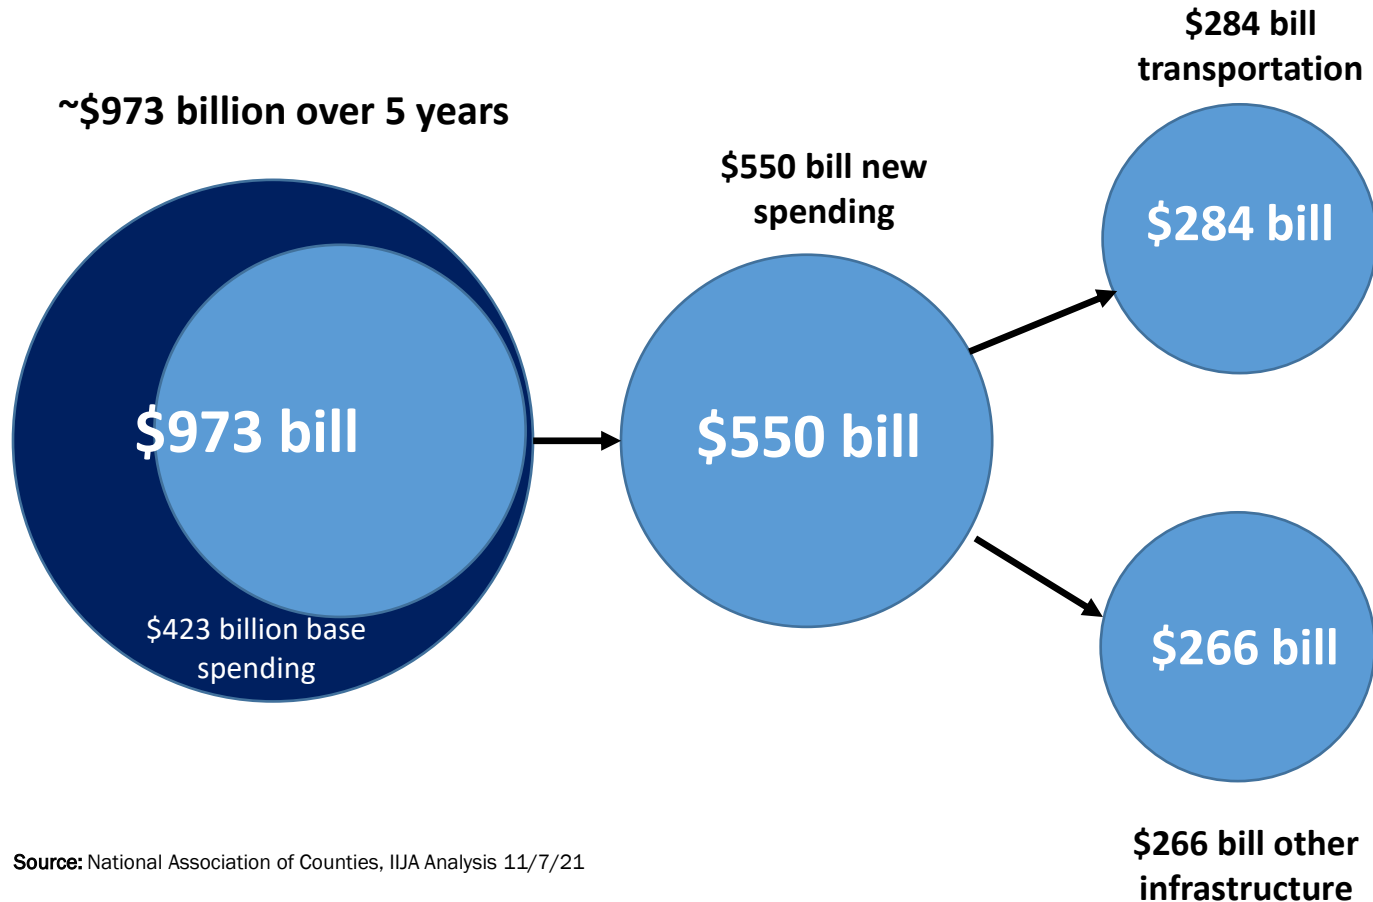 ~$973 billion over 5 years
$973 bill
$423 billion base
spending
$550 bill new
spending
$550 bill
$284 bill
transportation
$284 bill
$266 bill
$266 bill other
infrastructure
Source: National Association of Counties, IIJA Analysis 11/7/21